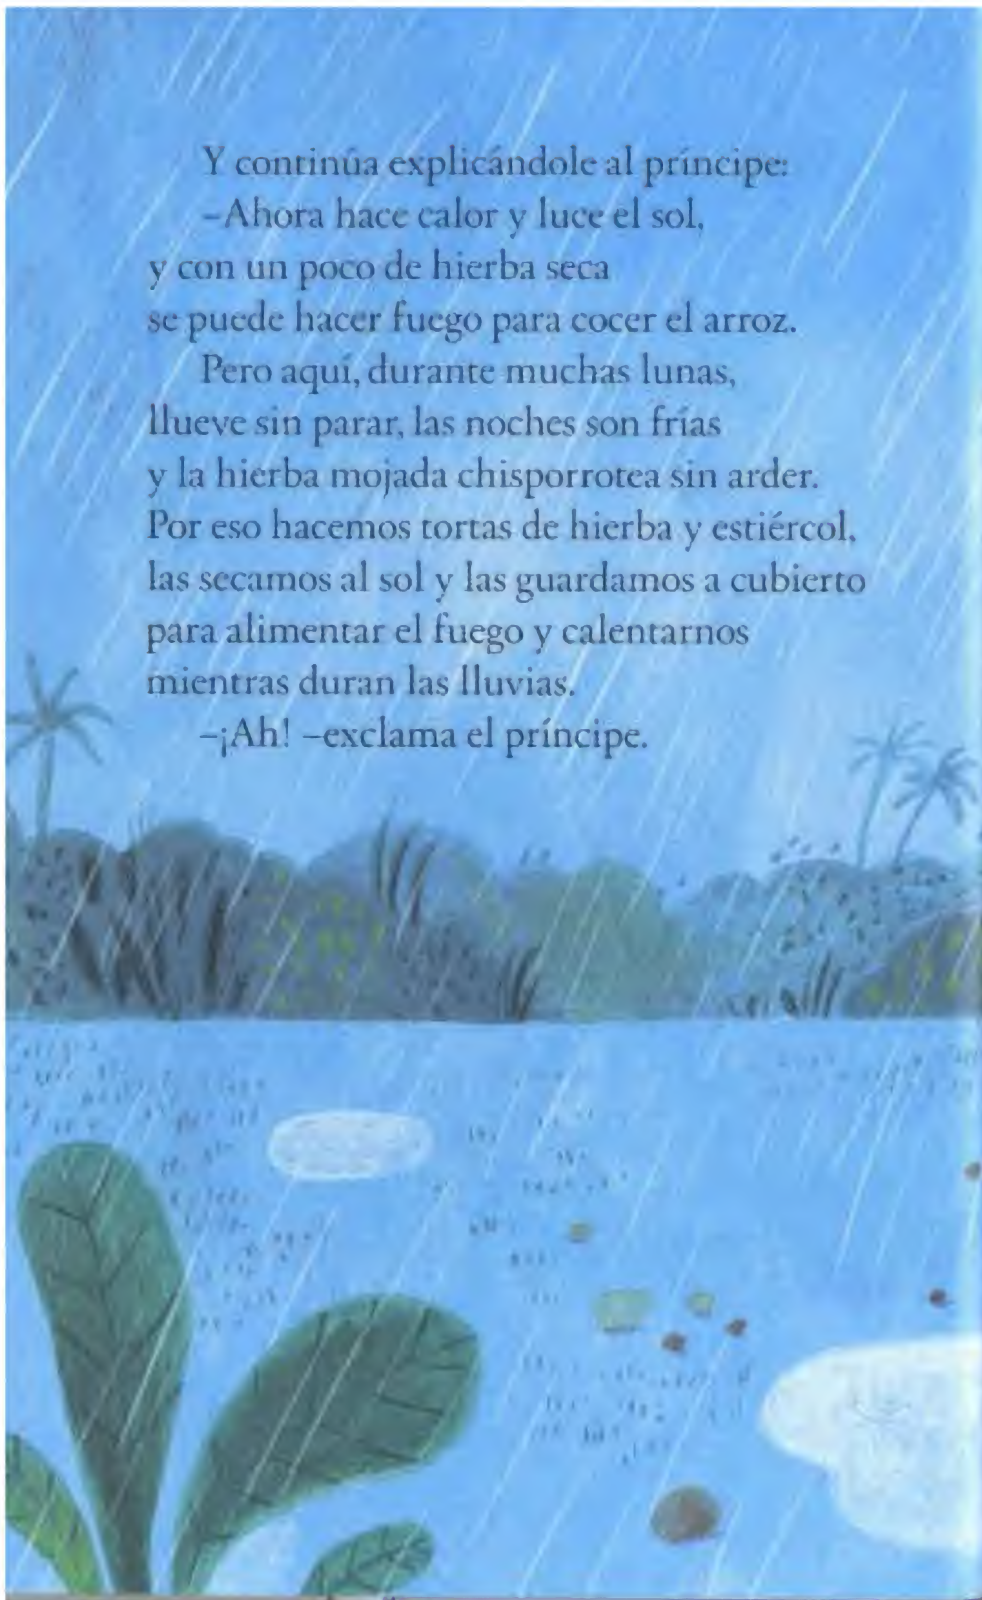 Y continúa explicándole al príncipe:
–Ahora hace calor y luce el sol,
y con un poco de hierba seca
se puede hacer fuego para cocer el arroz.
Pero aquí, durante muchas lunas,
llueve sin parar, las noches son frías
y la hierba mojada chisporrotea sin arder.
Por eso hacemos tortas de hierba y estiércol,
las secamos al sol y las guardamos a cubierto
para alimentar el fuego y calentarnos
mientras duran las lluvias.
–¡Ah! –exclama el príncipe.